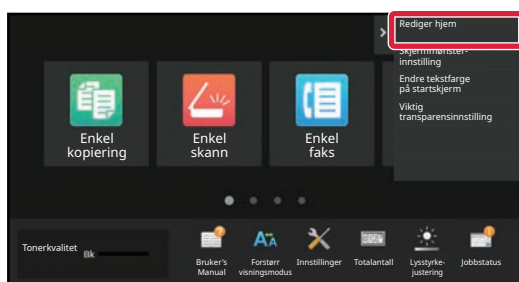 Rediger hjem
Skjermmønster-
innstilling
Endre tekstfarge
på startskjerm
Viktig
transparensinnstilling
Enkel
kopiering
Enkel
skann
Enkel
faks
Tonerkvalitet
Bk
Bruker's
Manual
Forstørr
visningsmodus
Innstillinger
Totalantall
Lysstyrke-
justering
Jobbstatus